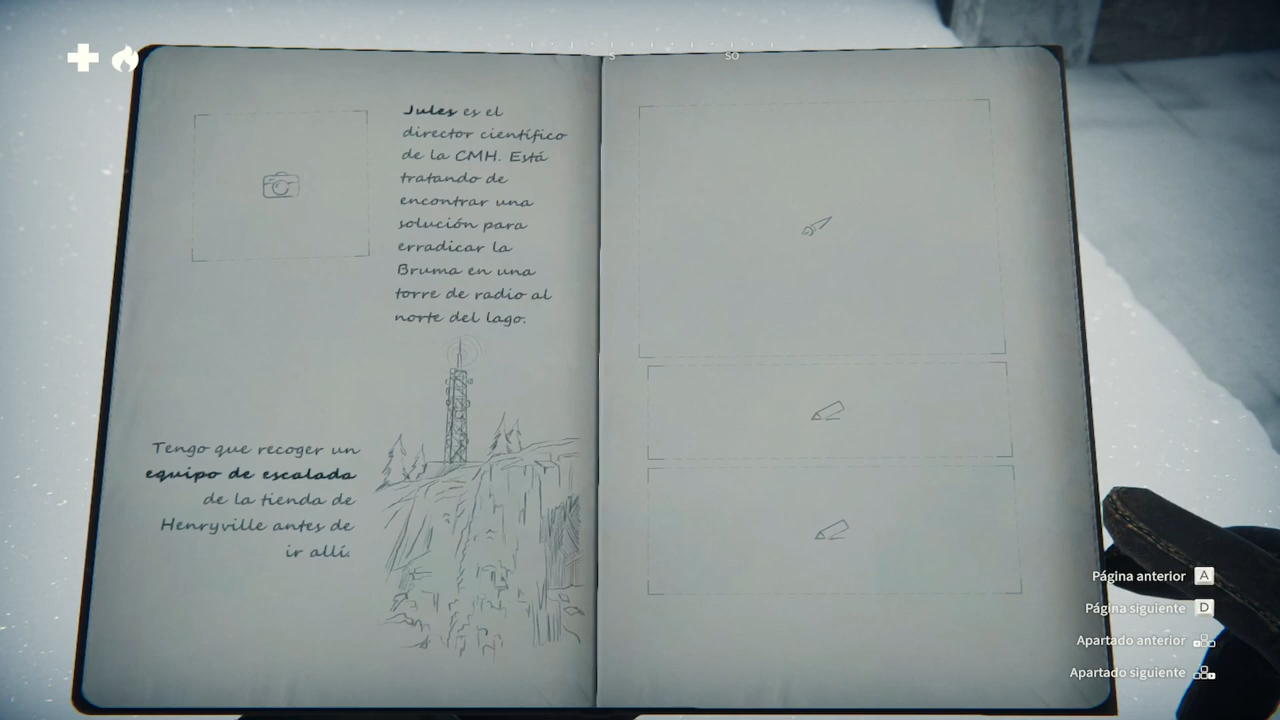 S
SO
Jules es el
director científico
de la CMH. Está
tratando de
encontrar una
solución para
erradicar la
Bruma en una
torre de radio al
norte del lago.
Tengo que recoger un
equipo de escalada
de la tienda de
Henryville antes de
ir allí.
Página anterior A
Página siguiente D
Apartado anterior
Apartado siguiente